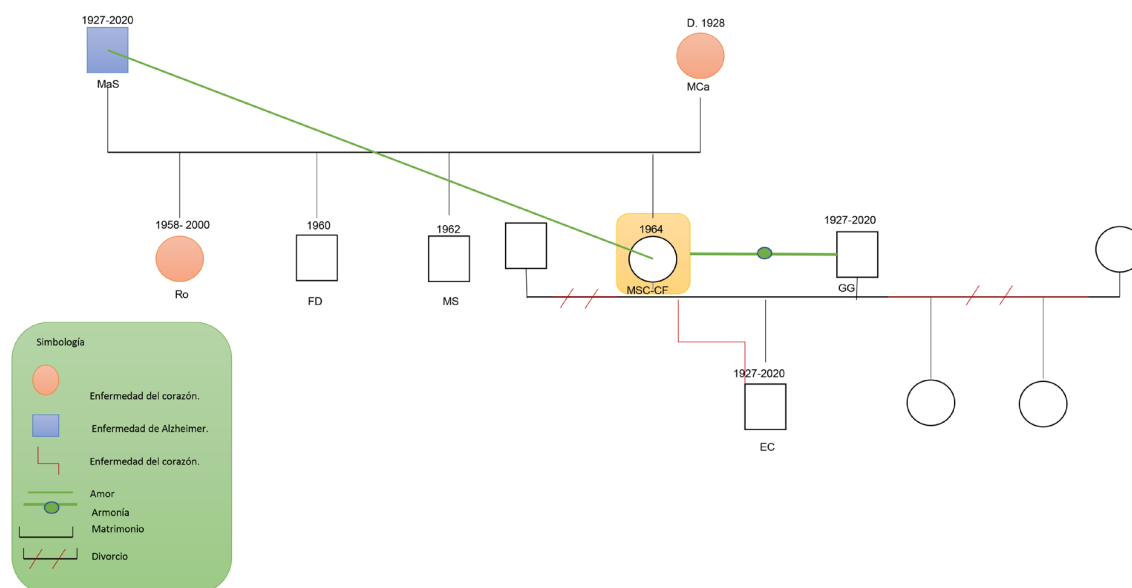 1927-2020
D. 1928
MaS
MCa
1958- 2000
1960
1962
1964
1927-2020
Ro
FD
MS
MSC-CF
GG
1927-2020
EC
Simbología
Enfermedad del corazón.
Enfermedad de Alzheimer.
Enfermedad del corazón.
Amor
Armonía
Matrimonio
Divorcio